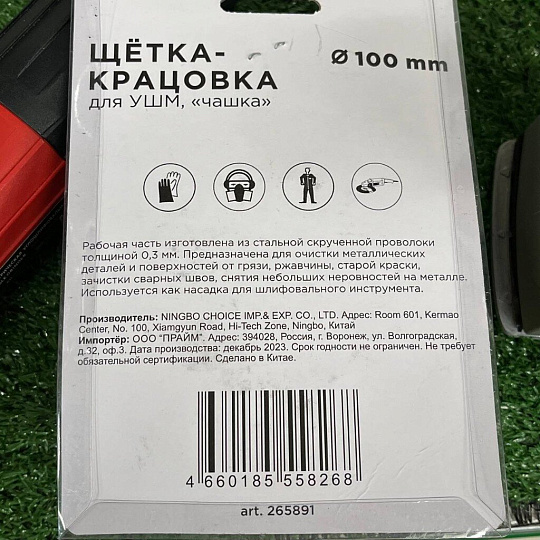 ЩЁТКА-
КРАЦОВКА
для УШМ, «чашка»
Ø 100 mm
Рабочая часть изготовлена из стальной скрученной проволоки
толщиной 0,3 мм. Предназначена для очистки металлических
деталей и поверхностей от грязи, ржавчины, старой краски,
зачистки сварных швов, снятия небольших неровностей на металле.
Используется как насадка для шлифовального инструмента.
Производитель: NINGBO CHOICE IMP.& EXP. CO., LTD. Адрес: Room 601, Kermao
Center, No. 100, Xiamgyun Road, Hi-Tech Zone, Ningbo, Китай
Импортёр: ООО "ПРАЙМ". Адрес: 394028, Россия, г. Воронеж, ул. Волгоградская,
д.32, оф.3. Дата производства: декабрь 2023. Срок годности не ограничен. Не требует
обязательной сертификации. Сделано в Китае.
4 660185 558268
art. 265891